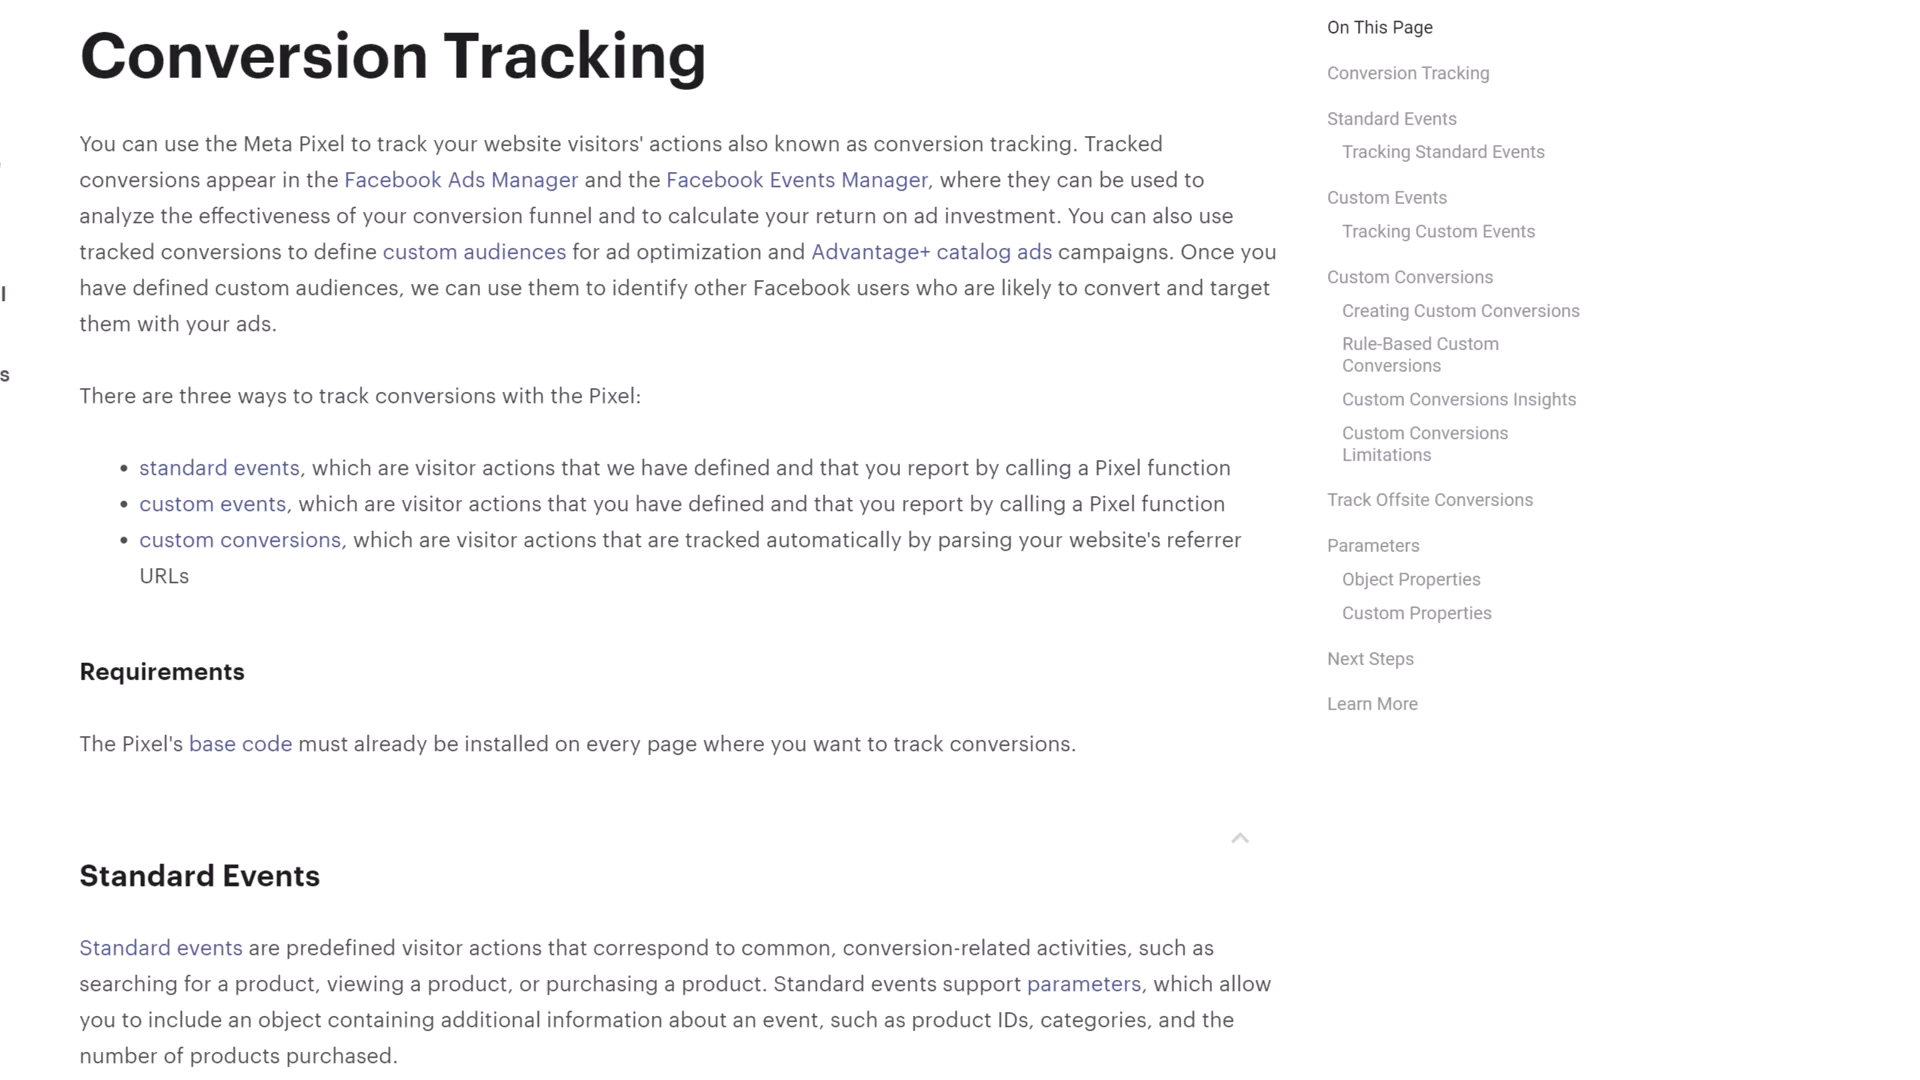 Conversion Tracking
You can use the Meta Pixel to track your website visitors' actions also known as conversion tracking. Tracked
conversions appear in the Facebook Ads Manager and the Facebook Events Manager, where they can be used to
analyze the effectiveness of your conversion funnel and to calculate your return on ad investment. You can also use
tracked conversions to define custom audiences for ad optimization and Advantage+ catalog ads campaigns. Once you
have defined custom audiences, we can use them to identify other Facebook users who are likely to convert and target
them with your ads.
There are three ways to track conversions with the Pixel:
• standard events, which are visitor actions that we have defined and that you report by calling a Pixel function
• custom events, which are visitor actions that you have defined and that you report by calling a Pixel function
• custom conversions, which are visitor actions that are tracked automatically by parsing your website's referrer
URLs
Requirements
The Pixel's base code must already be installed on every page where you want to track conversions.
Standard Events
Standard events are predefined visitor actions that correspond to common, conversion-related activities, such as
searching for a product, viewing a product, or purchasing a product. Standard events support parameters, which allow
you to include an object containing additional information about an event, such as product IDs, categories, and the
number of products purchased.
On This Page
Conversion Tracking
Standard Events
Tracking Standard Events
Custom Events
Tracking Custom Events
Custom Conversions
Creating Custom Conversions
Rule-Based Custom
Conversions
Custom Conversions Insights
Custom Conversions
Limitations
Track Offsite Conversions
Parameters
Object Properties
Custom Properties
Next Steps
Learn More